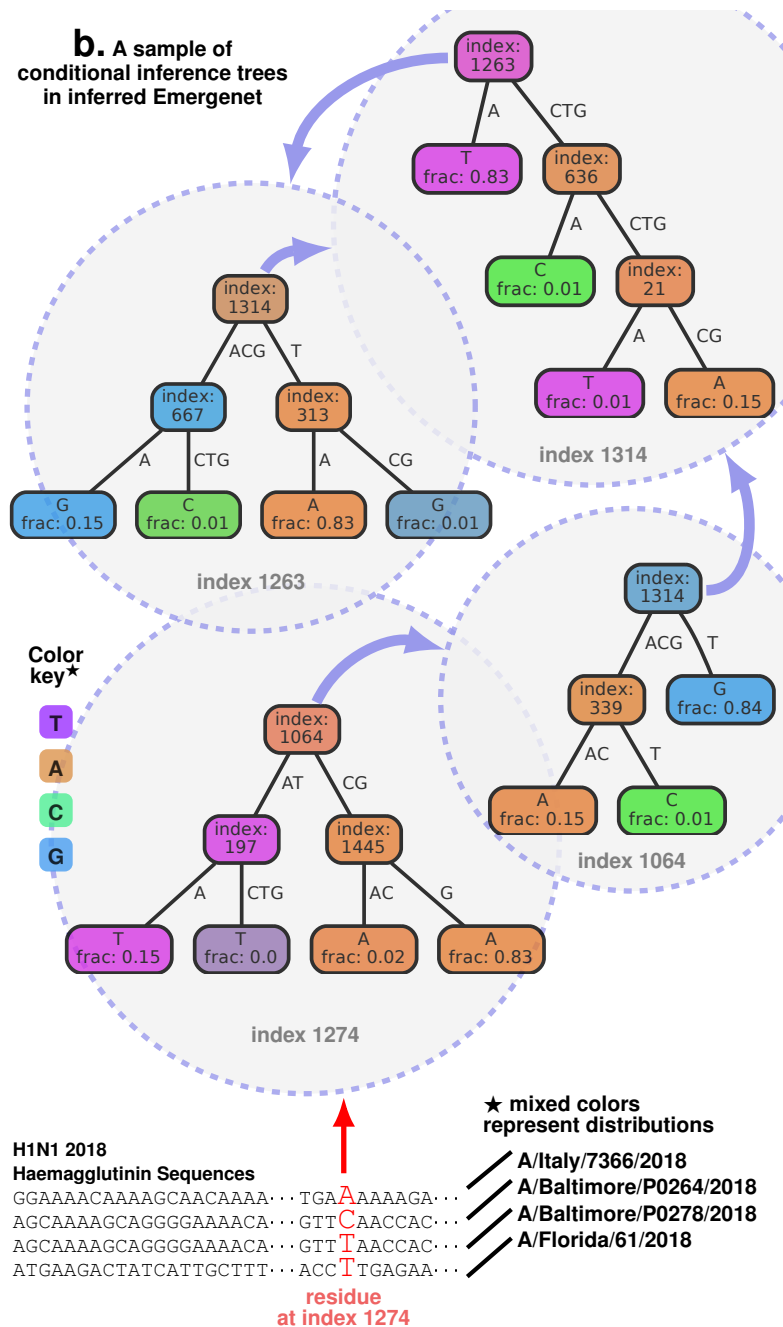 b. A sample of
conditional inference trees
in inferred Emergenet
index:
1263
A
CTG
T
frac: 0.83
index:
636
A
CTG
C
frac: 0.01
index:
21
A
CG
T
frac: 0.01
A
frac: 0.15
index 1314
index:
1314
ACG
T
index:
667
index:
313
A
CTG
A
CG
G
frac: 0.15
C
frac: 0.01
A
frac: 0.83
G
frac: 0.01
index 1263
index:
1314
ACG
T
index:
339
G
frac: 0.84
AC
T
A
frac: 0.15
C
frac: 0.01
index 1064
Color
key★
T
A
C
G
index:
1064
AT
CG
index:
197
index:
1445
A
CTG
AC
G
T
frac: 0.15
T
frac: 0.0
A
frac: 0.02
A
frac: 0.83
index 1274
★ mixed colors
represent distributions
H1N1 2018
Haemagglutinin Sequences
GGAAAACAAAAGCAACAAAA···TGAAAAAAGA···
AGCAAAAGCAGGGGAAAACA···GTTCAACCAC···
AGCAAAAGCAGGGGAAAACA···GTTTAACCAC···
ATGAAGACTATCATTGCTTT···ACCTTGAGAA···
A/Italy/7366/2018
A/Baltimore/P0264/2018
A/Baltimore/P0278/2018
A/Florida/61/2018
residue
at index 1274